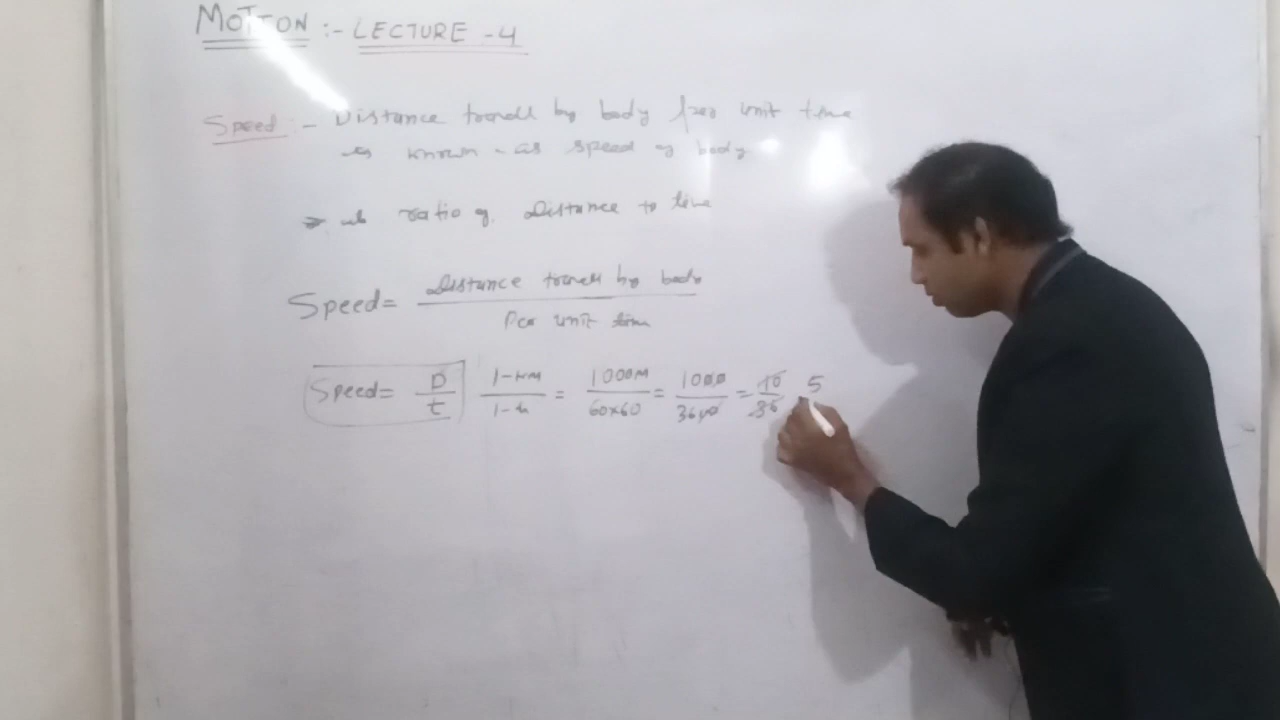 MOTION :- LECTURE - 4
Speed :- Distance travell by body per unit time
is known - as speed of body
→ ratio of Distance to time
Speed = Distance travell by body / Per unit time
Speed = D / t 1-KM / 1-h = 1000M / 60x60 = 1000 / 3600 = 10 / 36 5